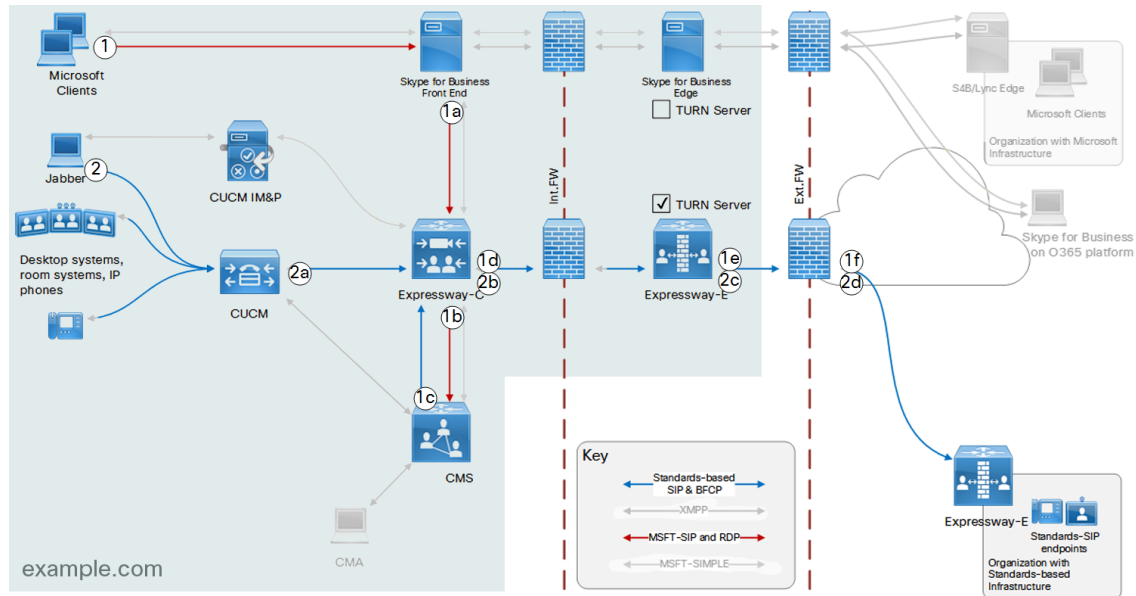 1
Microsoft
Clients
Skype for Business
Front End
Skype for Business
Edge
TURN Server
S4B/Lync Edge
Microsoft Clients
Organization with Microsoft
Infrastructure
1a
Jabber
2
CUCM IM&P
Int.FW
Ext.FW
TURN Server
Skype for Business
on O365 platform
Desktop systems,
room systems, IP
phones
2a
CUCM
Expressway-C
1d
2b
Expressway-E
1e
2c
1f
2d
1b
1c
CMS
CMA
example.com
Key
Standards-based
SIP & BFCP
XMPP
MSFT-SIP and RDP
MSFT-SIMPLE
Expressway-E
Standards-SIP
endpoints
Organization with
Standards-based
Infrastructure